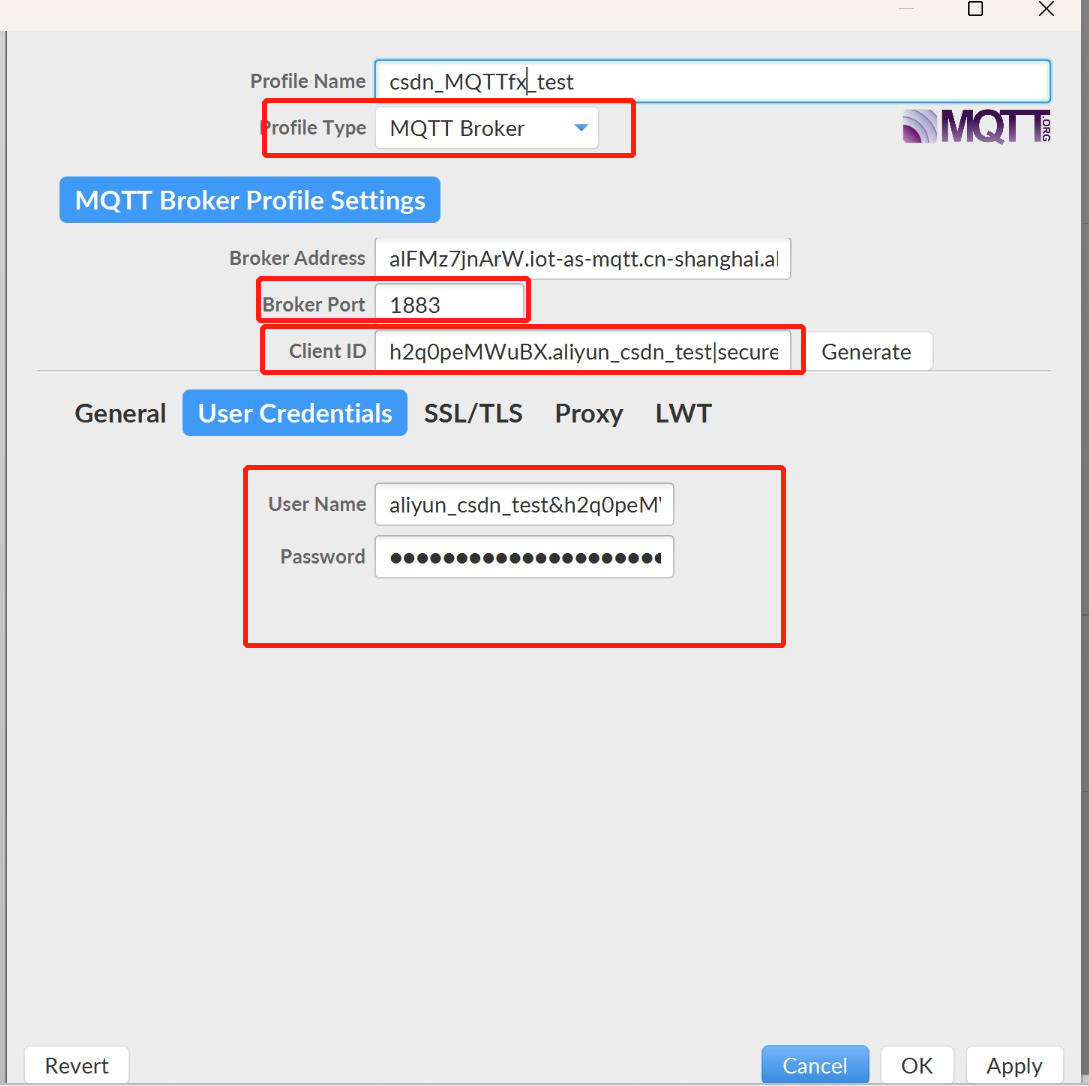 Profile Name csdn_MQTTfx_test
Profile Type MQTT Broker
MQTT.ORG
MQTT Broker Profile Settings
Broker Address alFMz7jnArW.iot-as-mqtt.cn-shanghai.al
Broker Port 1883
Client ID h2q0peMWuBX.aliyun_csdn_test|secure Generate
General User Credentials SSL/TLS Proxy LWT
User Name aliyun_csdn_test&h2q0peM
Password ●●●●●●●●●●●●●●●●●●●●●
Revert Cancel OK Apply